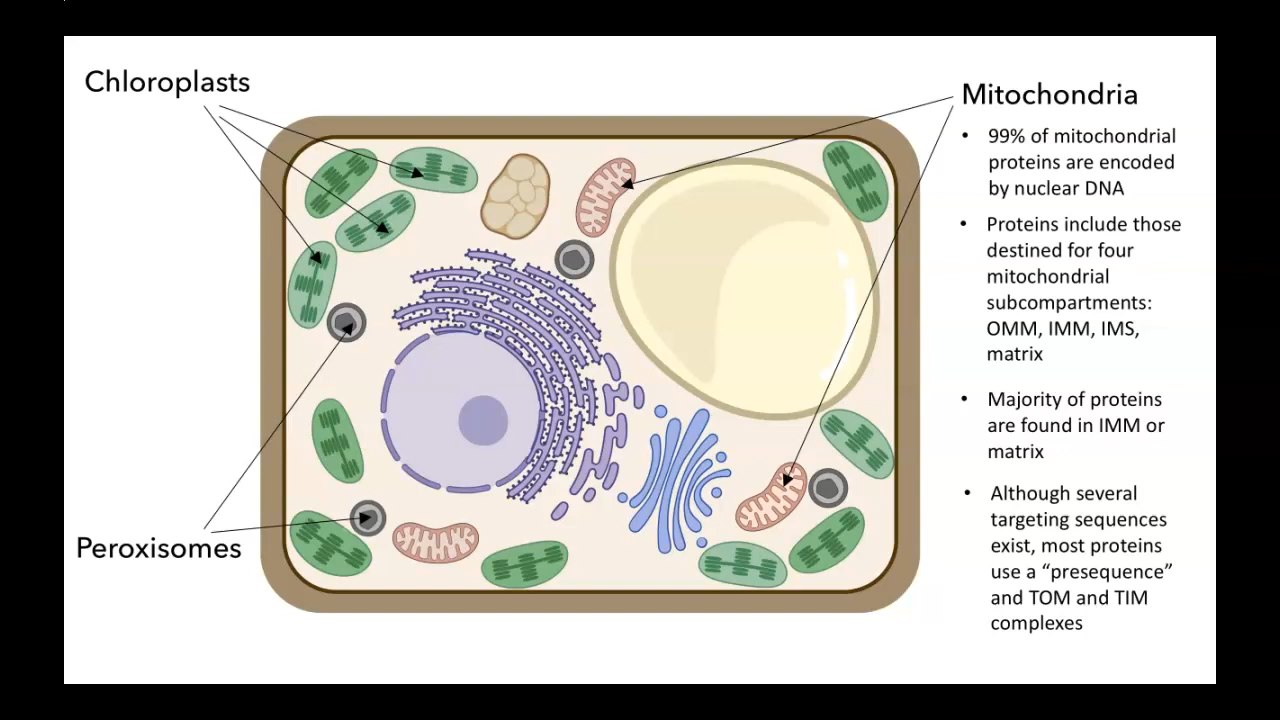 Chloroplasts
Peroxisomes
Mitochondria
• 99% of mitochondrial
proteins are encoded
by nuclear DNA
• Proteins include those
destined for four
mitochondrial
subcompartments:
OMM, IMM, IMS,
matrix
• Majority of proteins
are found in IMM or
matrix
• Although several
targeting sequences
exist, most proteins
use a “presequence”
and TOM and TIM
complexes